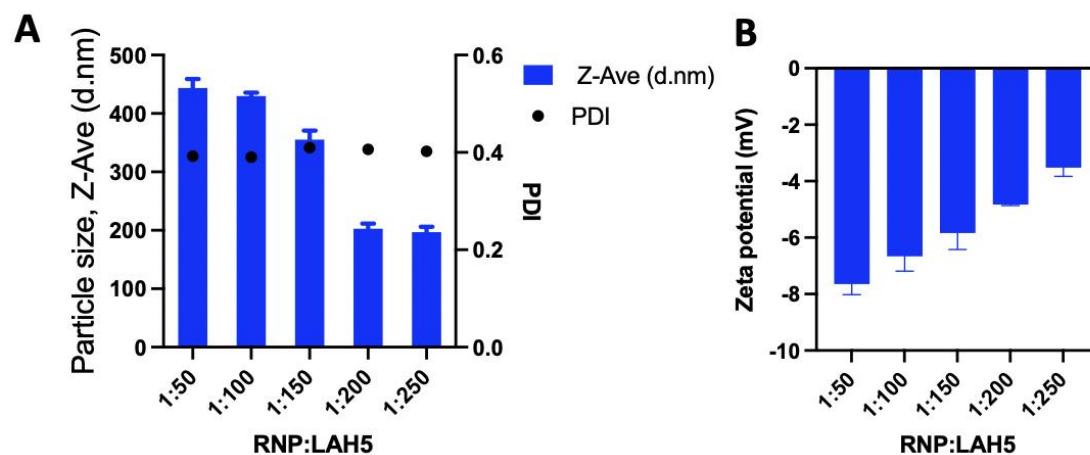 A
Particle size, Z-Ave (d.nm)
500
400
300
200
100
0
0.6
0.4
0.2
0.0
PDI
1:50
1:100
1:150
1:200
1:250
RNP:LAH5
Z-Ave (d.nm)
PDI
B
Zeta potential (mV)
0
-2
-4
-6
-8
-10
1:50
1:100
1:150
1:200
1:250
RNP:LAH5